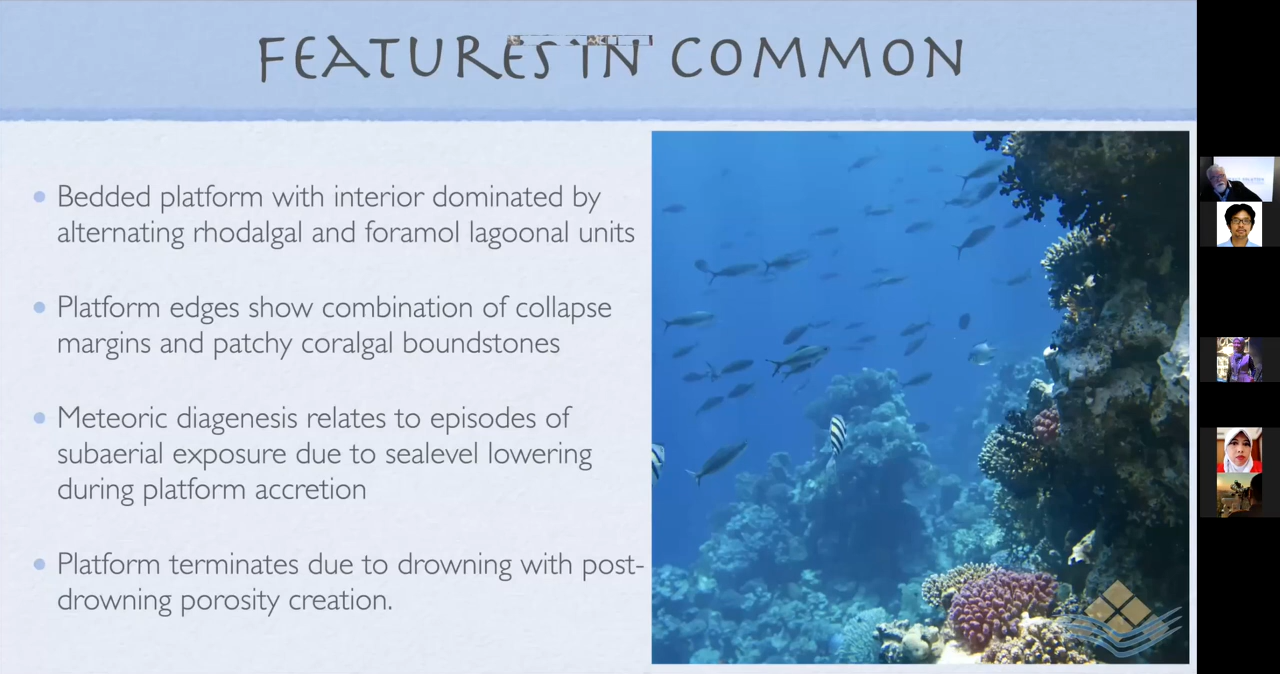 FEATURES IN COMMON
Bedded platform with interior dominated by
alternating rhodalgal and foramol lagoonal units
Platform edges show combination of collapse
margins and patchy coralgal boundstones
Meteoric diagenesis relates to episodes of
subaerial exposure due to sealevel lowering
during platform accretion
Platform terminates due to drowning with post-
drowning porosity creation.